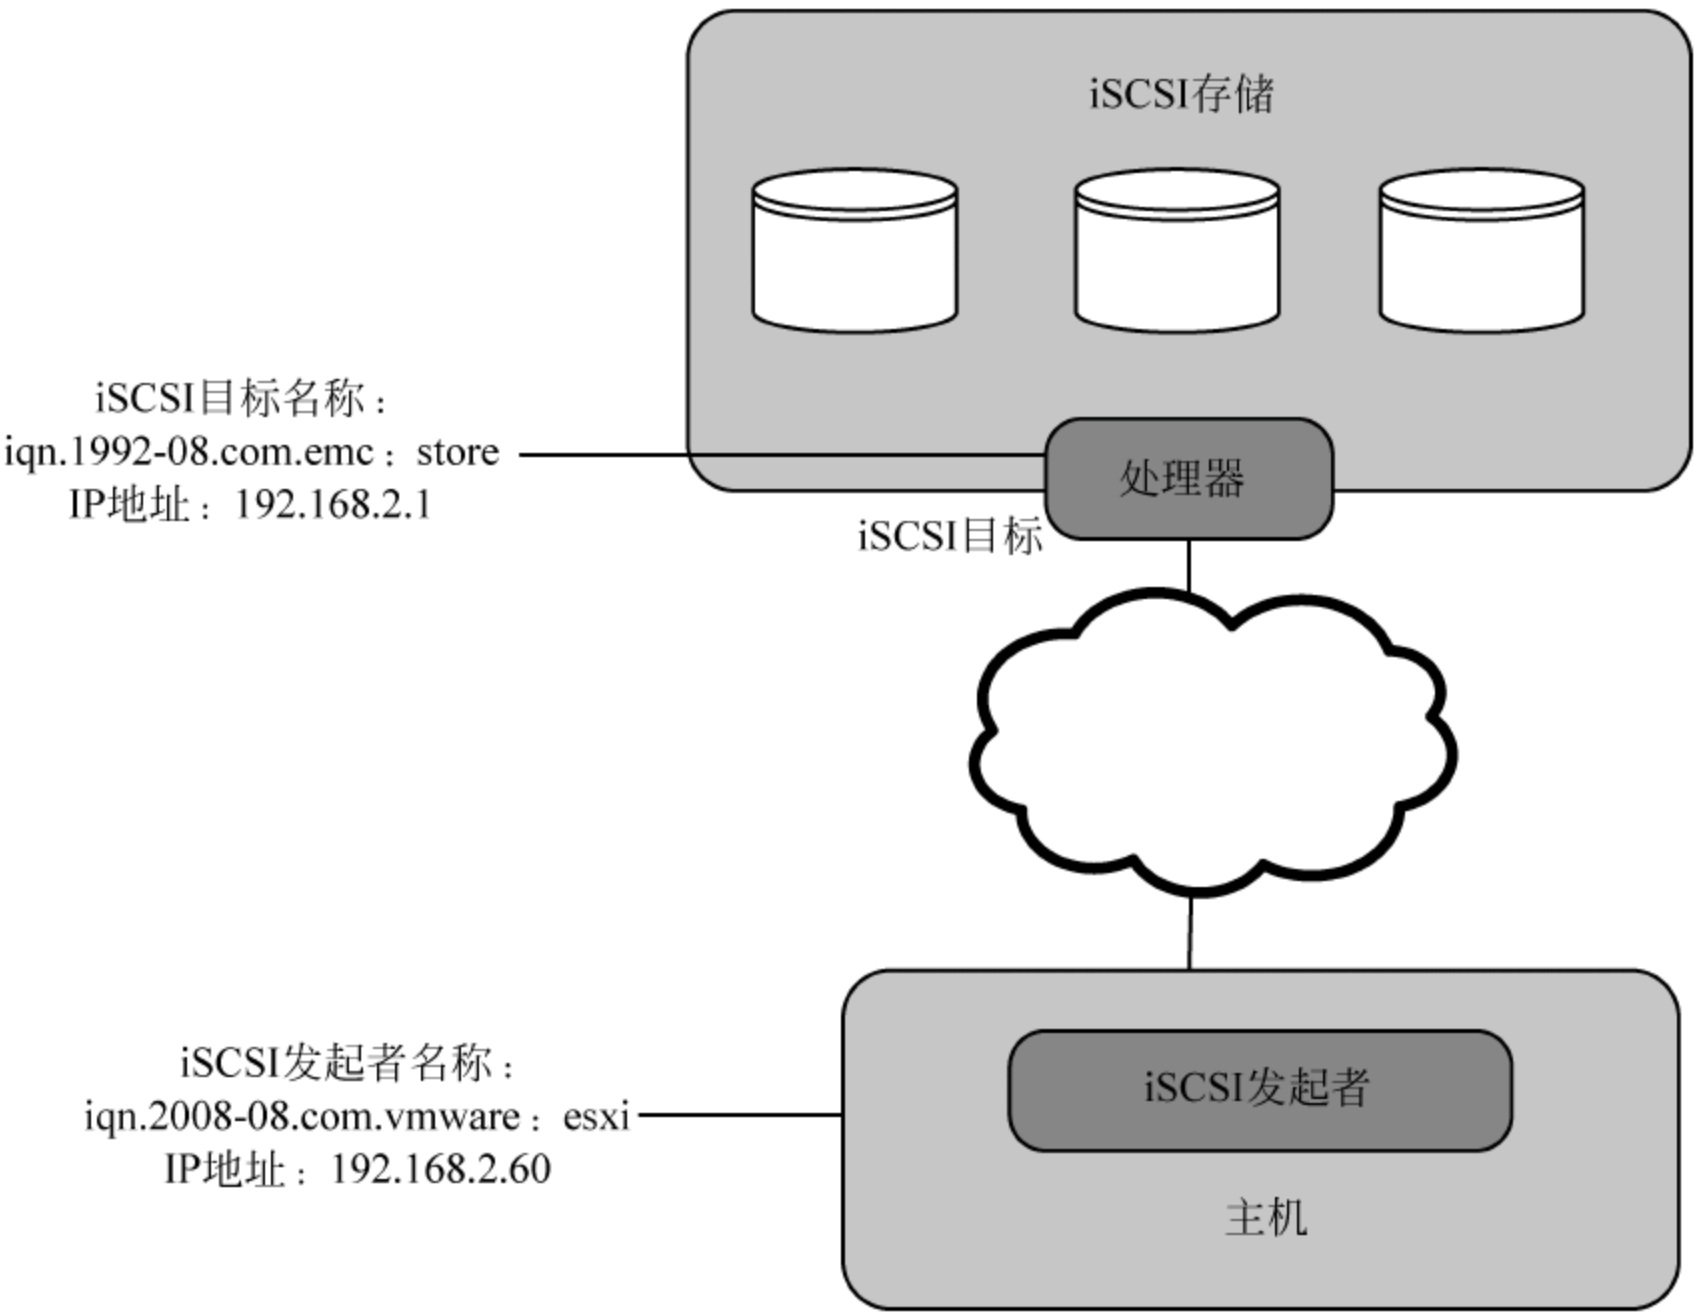 iSCSI存储
iSCSI目标名称：
iqn.1992-08.com.emc：store
IP地址：192.168.2.1
处理器
iSCSI目标
iSCSI发起者名称：
iqn.2008-08.com.vmware：esxi
IP地址：192.168.2.60
iSCSI发起者
主机